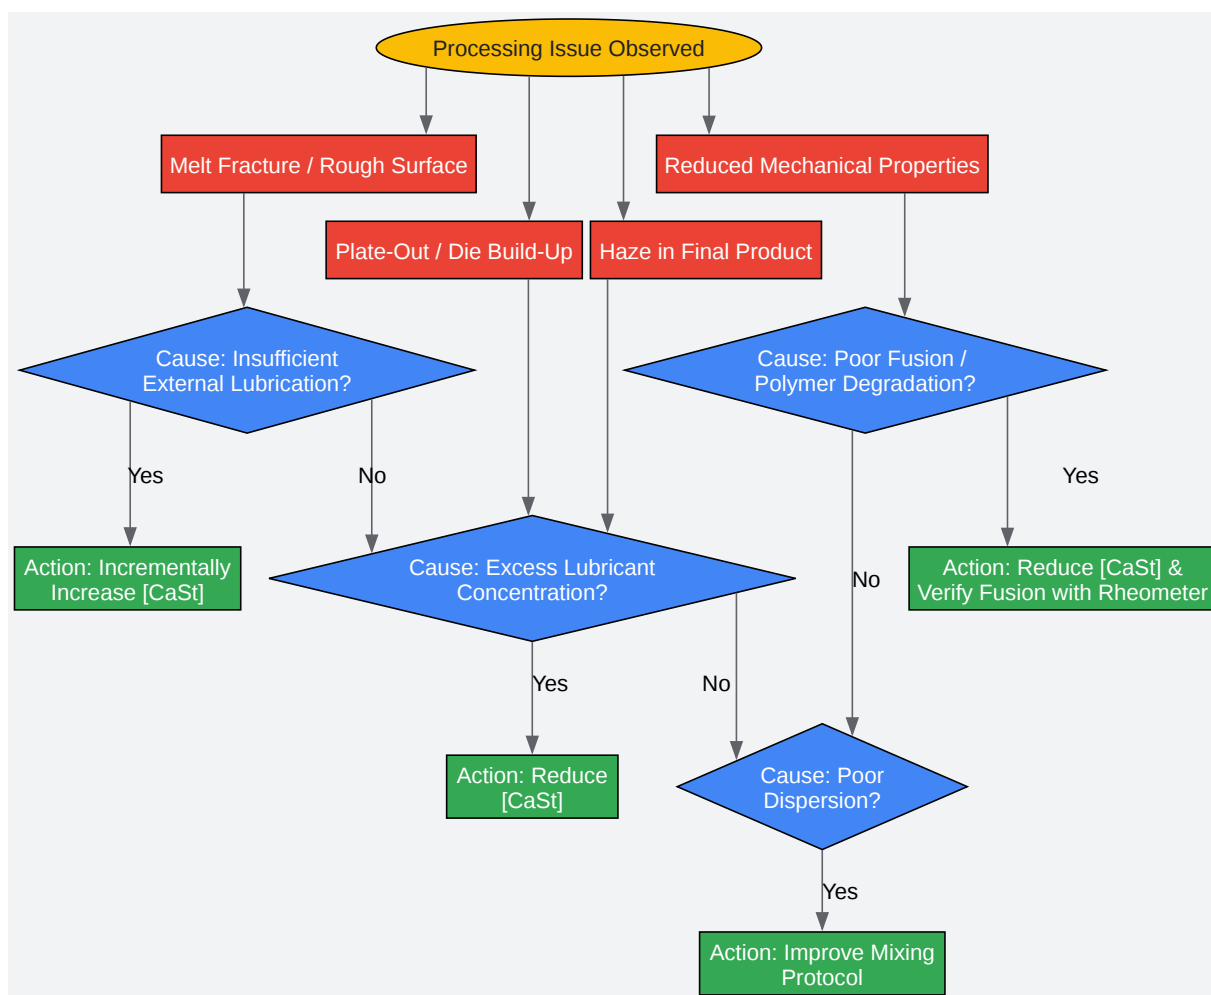 Processing Issue Observed
Melt Fracture / Rough Surface
Reduced Mechanical Properties
Plate-Out / Die Build-Up
Haze in Final Product
Cause: Insufficient
External Lubrication?
Cause: Poor Fusion /
Polymer Degradation?
Yes
No
Yes
Action: Incrementally
Increase [CaSt]
Cause: Excess Lubricant
Concentration?
No
Action: Reduce [CaSt] &
Verify Fusion with Rheometer
Yes
No
Action: Reduce
[CaSt]
Cause: Poor
Dispersion?
Yes
Action: Improve Mixing
Protocol